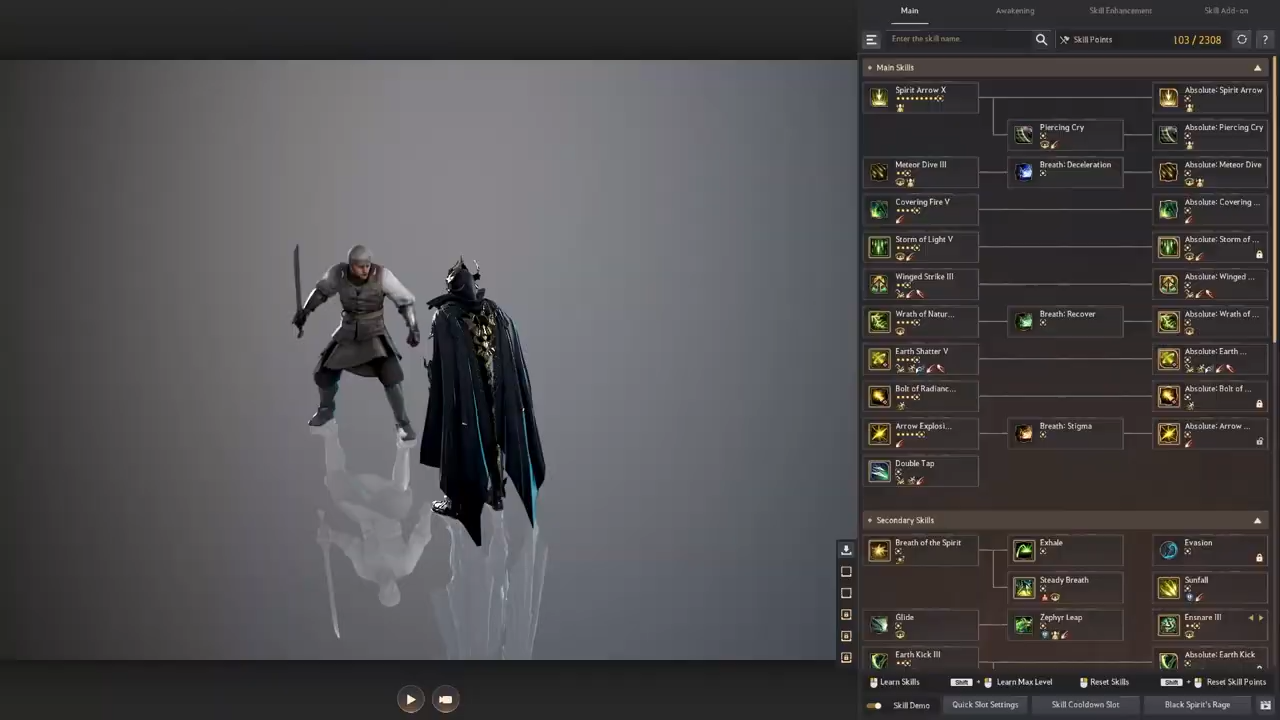 Main
Awakening
Skill Enhancement
Skill Add-on
Enter the skill name.
Skill Points
103 / 2308
?
Main Skills
Spirit Arrow X
Absolute: Spirit Arrow
Piercing Cry
Absolute: Piercing Cry
Meteor Dive III
Breath: Deceleration
Absolute: Meteor Dive
Covering Fire V
Absolute: Covering ...
Storm of Light V
Absolute: Storm of ...
Winged Strike III
Absolute: Winged ...
Wrath of Natur...
Breath: Recover
Absolute: Wrath of ...
Earth Shatter V
Absolute: Earth ...
Bolt of Radianc...
Absolute: Bolt of ...
Arrow Explosi...
Breath: Stigma
Absolute: Arrow ...
Double Tap
Secondary Skills
Breath of the Spirit
Exhale
Evasion
Steady Breath
Sunfall
Glide
Zephyr Leap
Ensnare III
Earth Kick III
Absolute: Earth Kick
Learn Skills
Shift + Learn Max Level
Reset Skills
Shift + Reset Skill Points
Skill Demo
Quick Slot Settings
Skill Cooldown Slot
Black Spirit's Rage